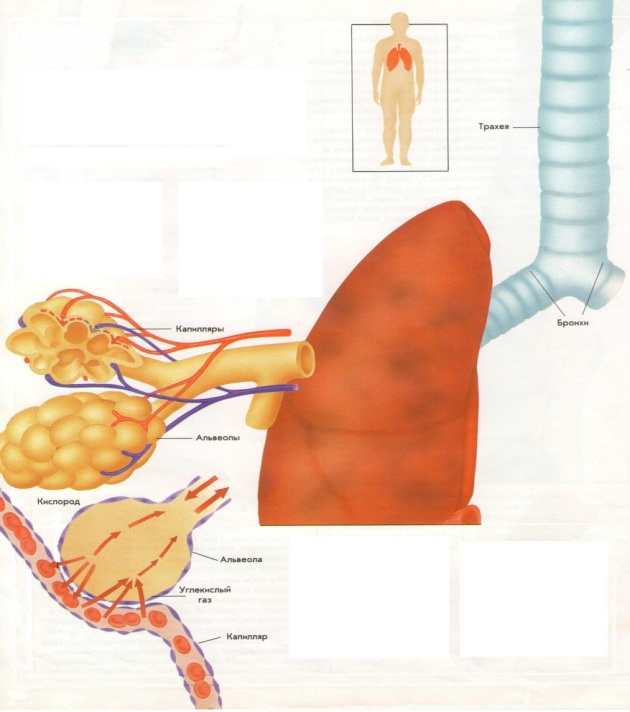 Трахея
Бронхи
Капилляры
Альвеолы
Кислород
Альвеола
Углекислый
газ
Капилляр